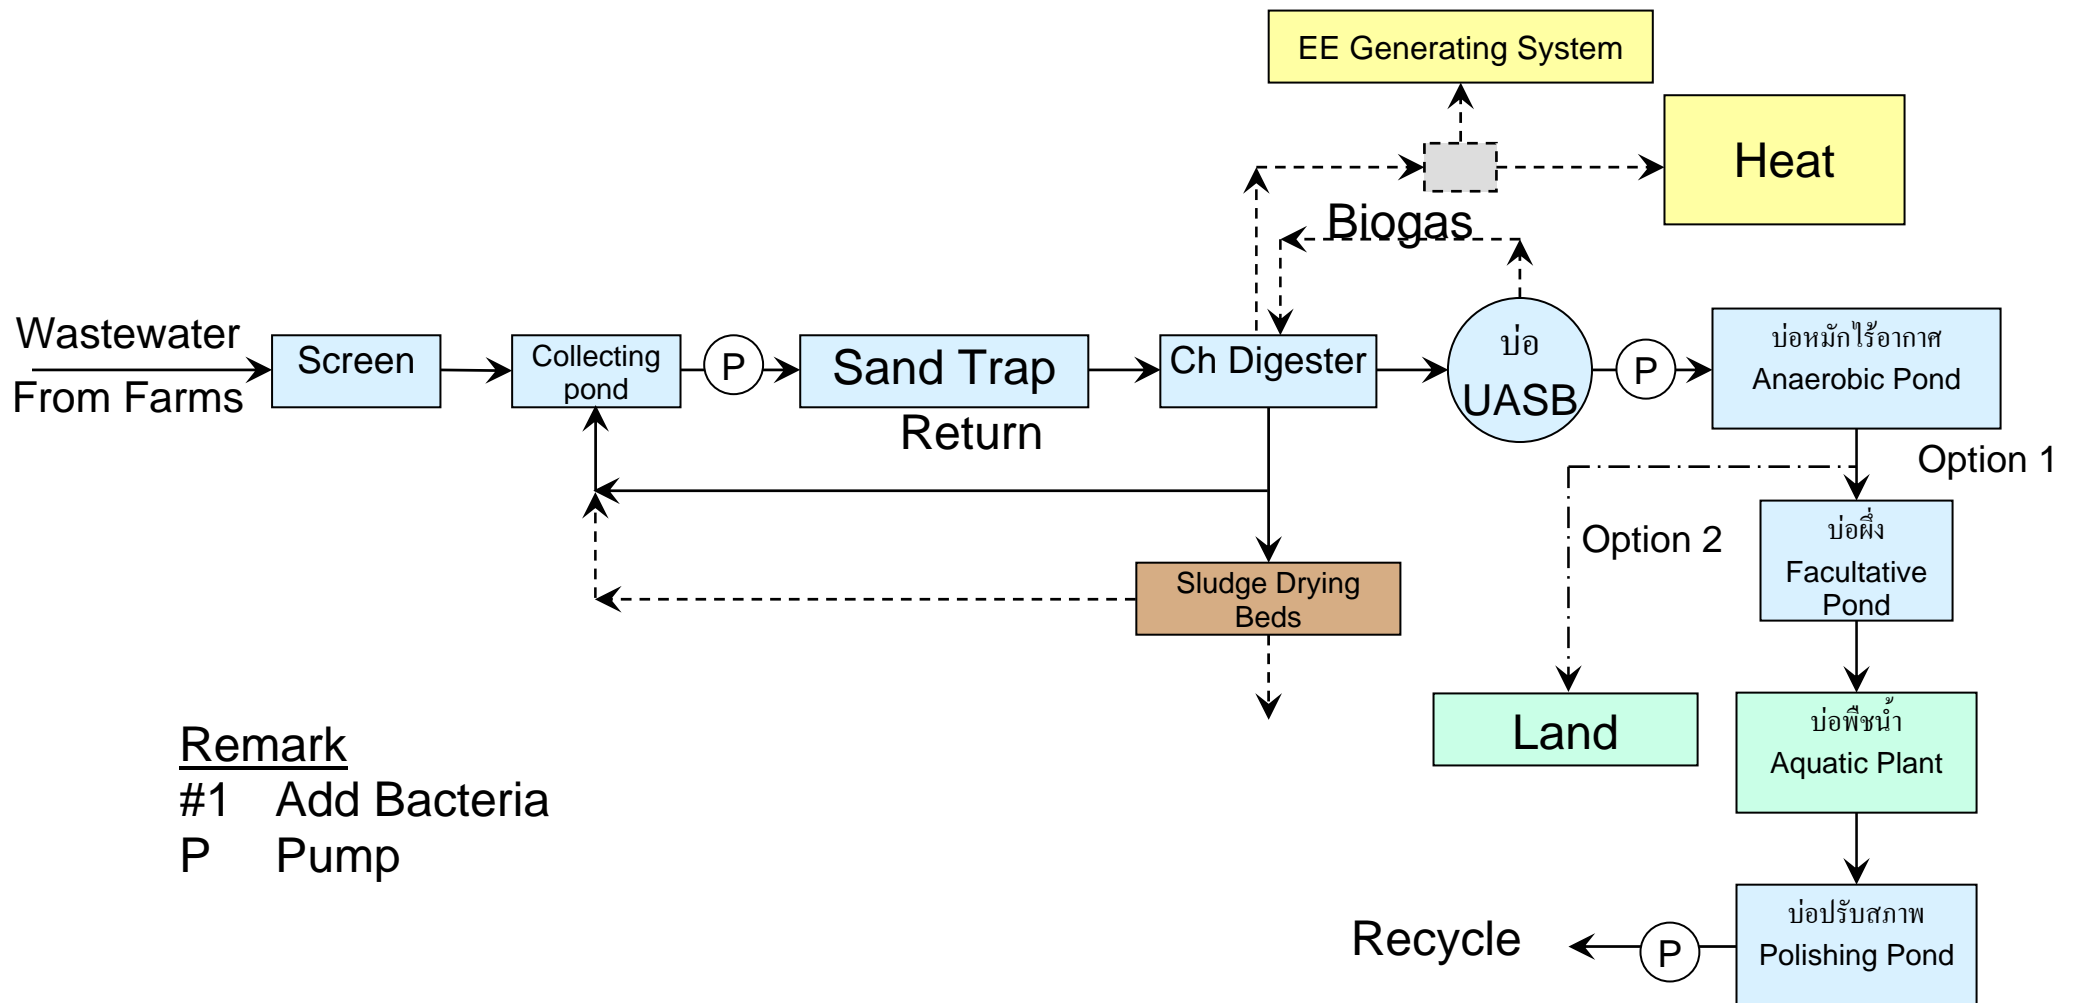 EE Generating System
Heat
Biogas
Wastewater
From Farms
Screen
Collecting
pond
P
Sand Trap
Return
Ch Digester
บ่อ
UASB
P
บ่อหมักไร้อากาศ
Anaerobic Pond
Option 1
Option 2
บ่อผึ่ง
Facultative
Pond
Sludge Drying
Beds
Land
บ่อพืชน้ำ
Aquatic Plant
Remark
#1 Add Bacteria
P Pump
บ่อปรับสภาพ
Polishing Pond
P
Recycle